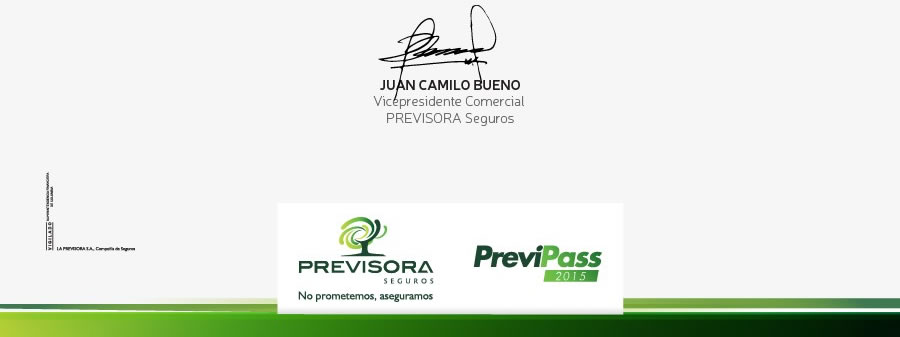 JUAN CAMILO BUENO
Vicepresidente Comercial
PREVISORA Seguros
VIGILADO
LA PREVISORA S.A., Compañía de Seguros
PREVISORA
SEGUROS
No prometemos, aseguramos
PreviPass
2015